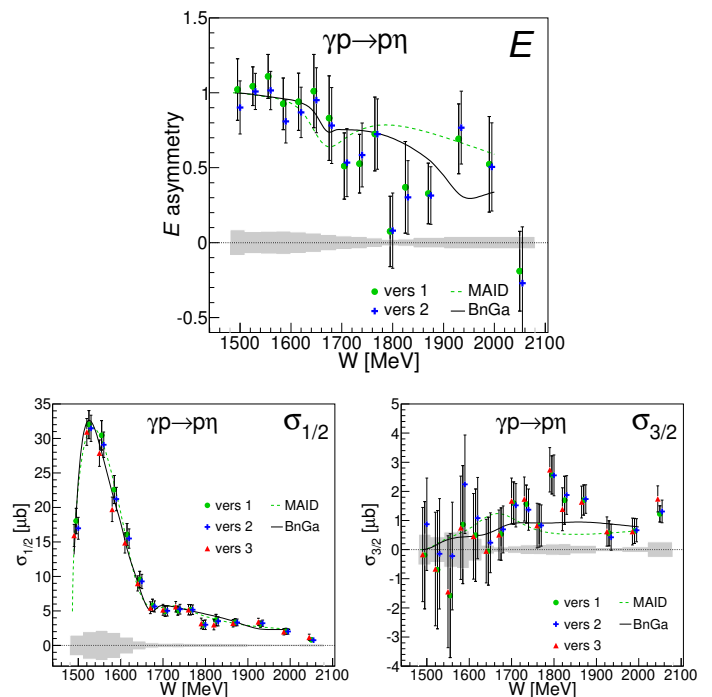 γp→pη E
E asymmetry
1.5
1
0.5
0
-0.5
vers 1 MAID
vers 2 BnGa
1500 1600 1700 1800 1900 2000 2100
W [MeV]
γp→pη σ1/2
σ1/2 [μb]
35
30
25
20
15
10
5
0
vers 1 MAID
vers 2 BnGa
vers 3
1500 1600 1700 1800 1900 2000 2100
W [MeV]
γp→pη σ3/2
σ3/2 [μb]
5
4
3
2
1
0
-1
-2
-3
-4
vers 1 MAID
vers 2 BnGa
vers 3
1500 1600 1700 1800 1900 2000 2100
W [MeV]